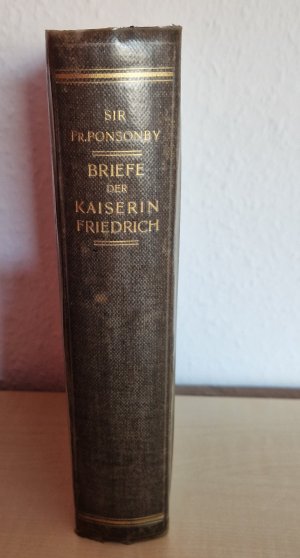 SIR
FR.PONSONBY
BRIEFE
DER
KAISERIN
FRIEDRICH